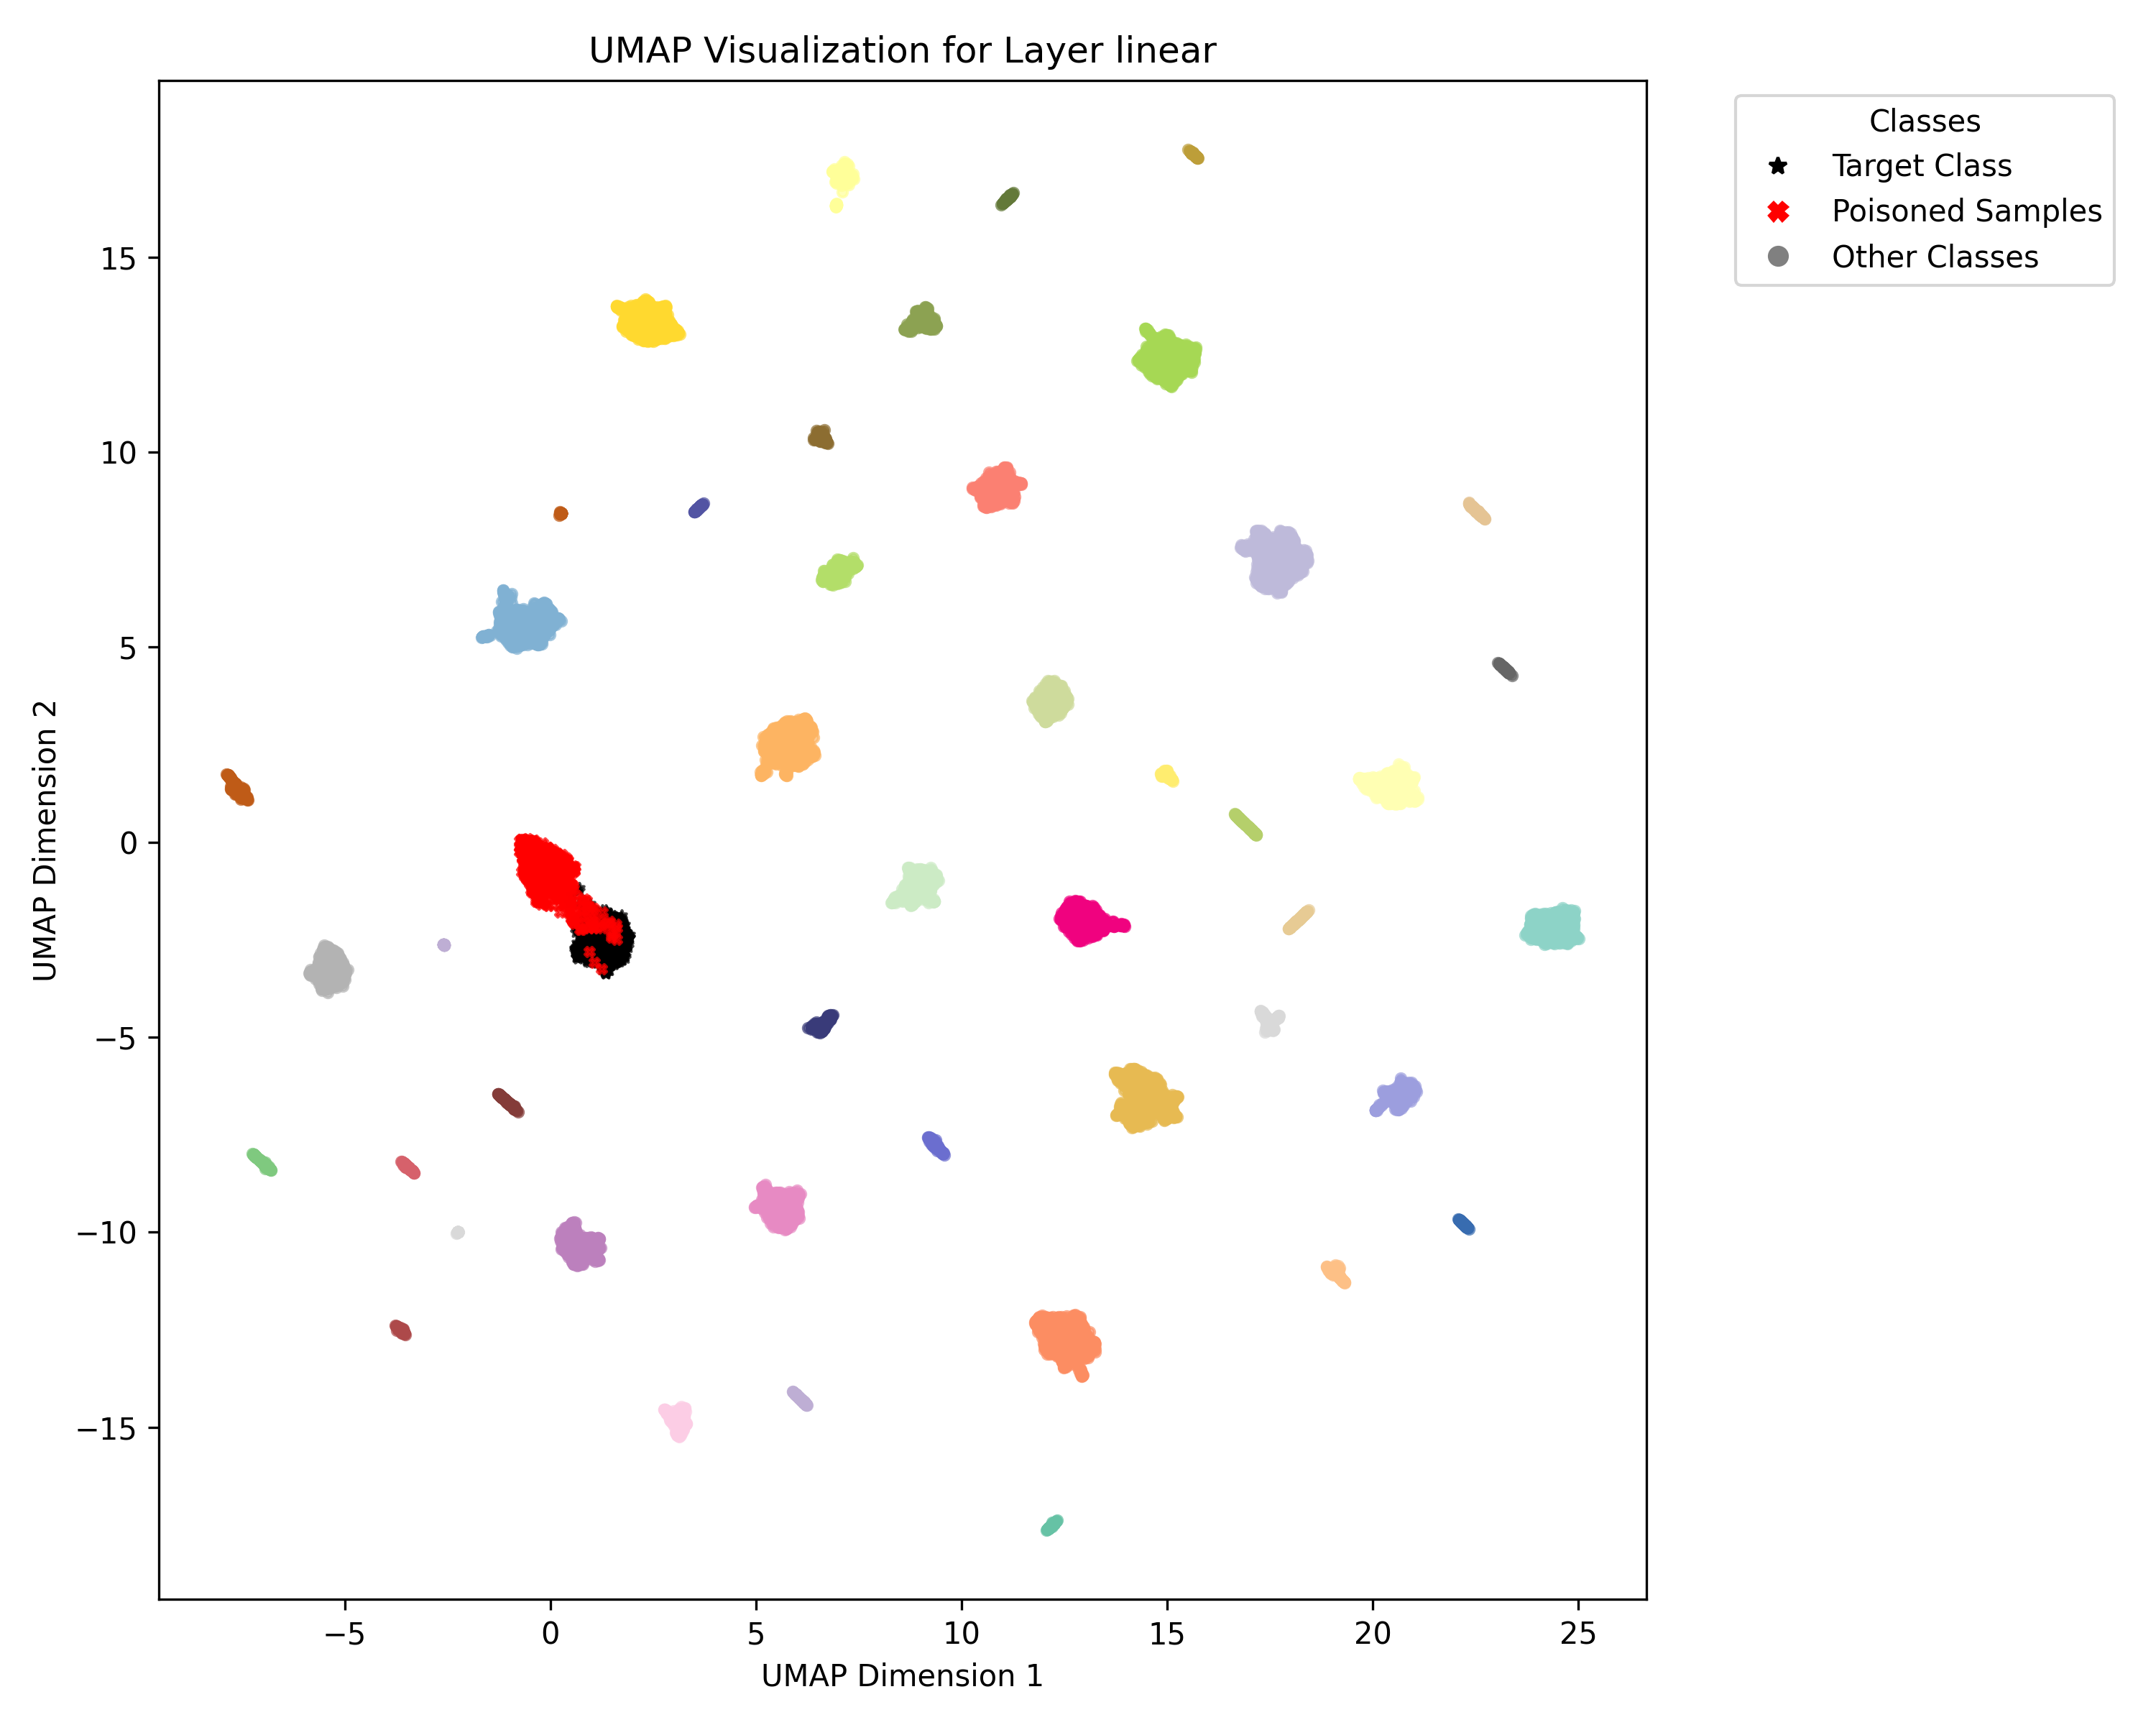 UMAP Visualization for Layer linear
Classes
Target Class
Poisoned Samples
Other Classes
15
10
5
0
−5
−10
−15
UMAP Dimension 2
−5
0
5
10
15
20
25
UMAP Dimension 1